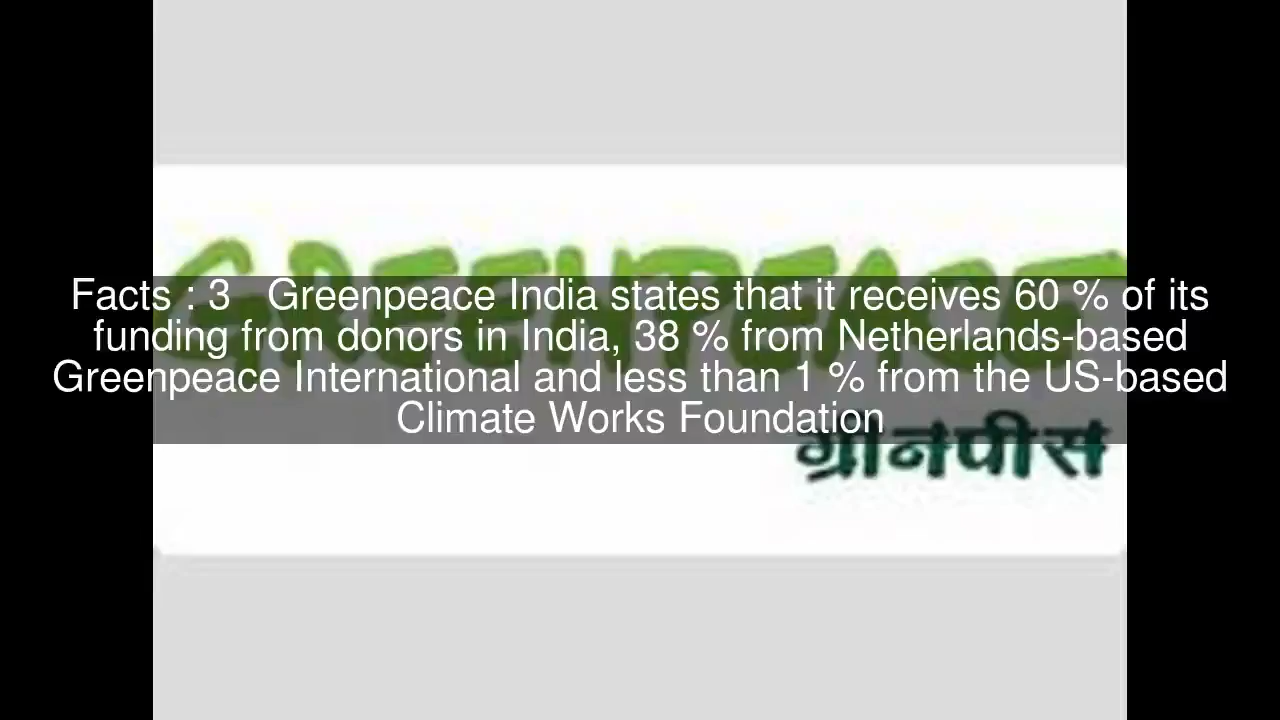 GREENPEACE
Facts : 3 Greenpeace India states that it receives 60 % of its
funding from donors in India, 38 % from Netherlands-based
Greenpeace International and less than 1 % from the US-based
Climate Works Foundation
ग्रीनपीस